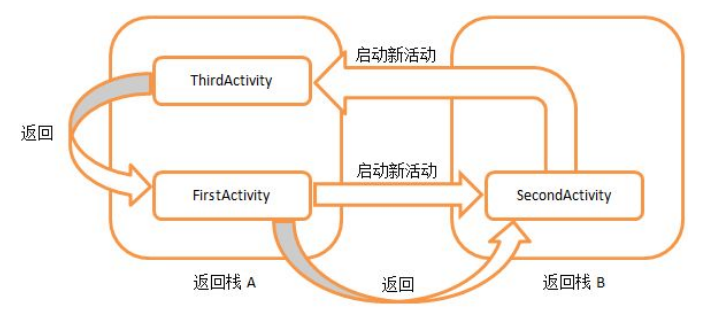 启动新活动
ThirdActivity
返回
启动新活动
FirstActivity
SecondActivity
返回栈 A
返回
返回栈 B